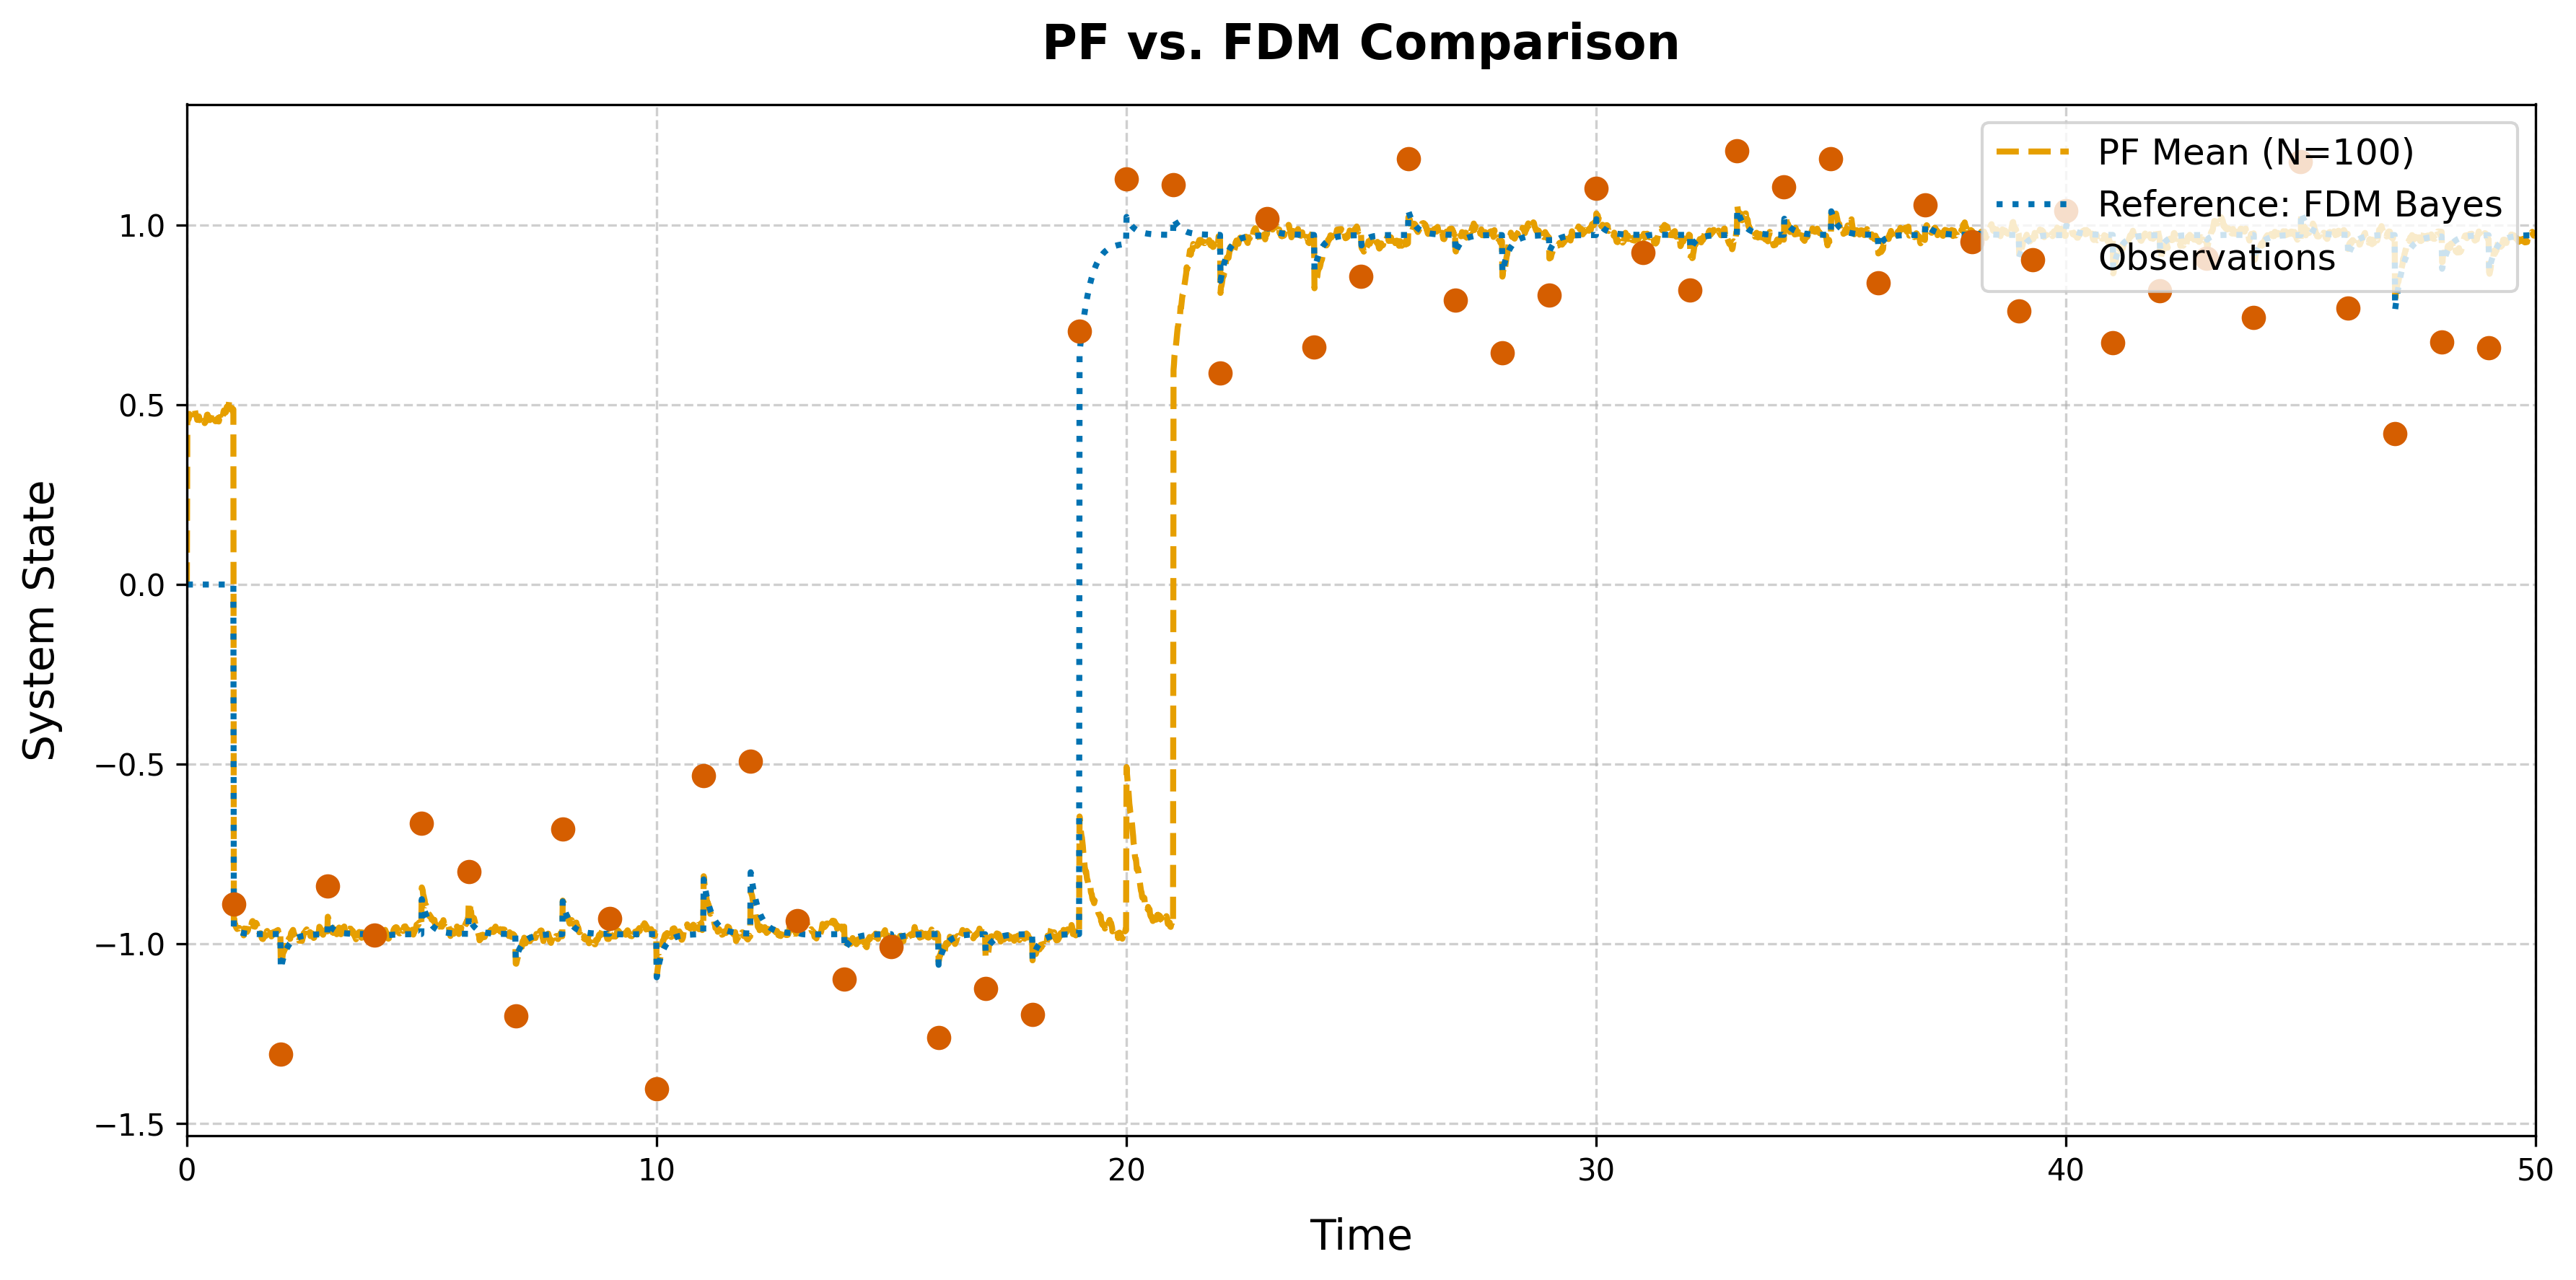 PF vs. FDM Comparison
PF Mean (N=100)
Reference: FDM Bayes
Observations
System State
1.0
0.5
0.0
−0.5
−1.0
−1.5
0 10 20 30 40 50
Time